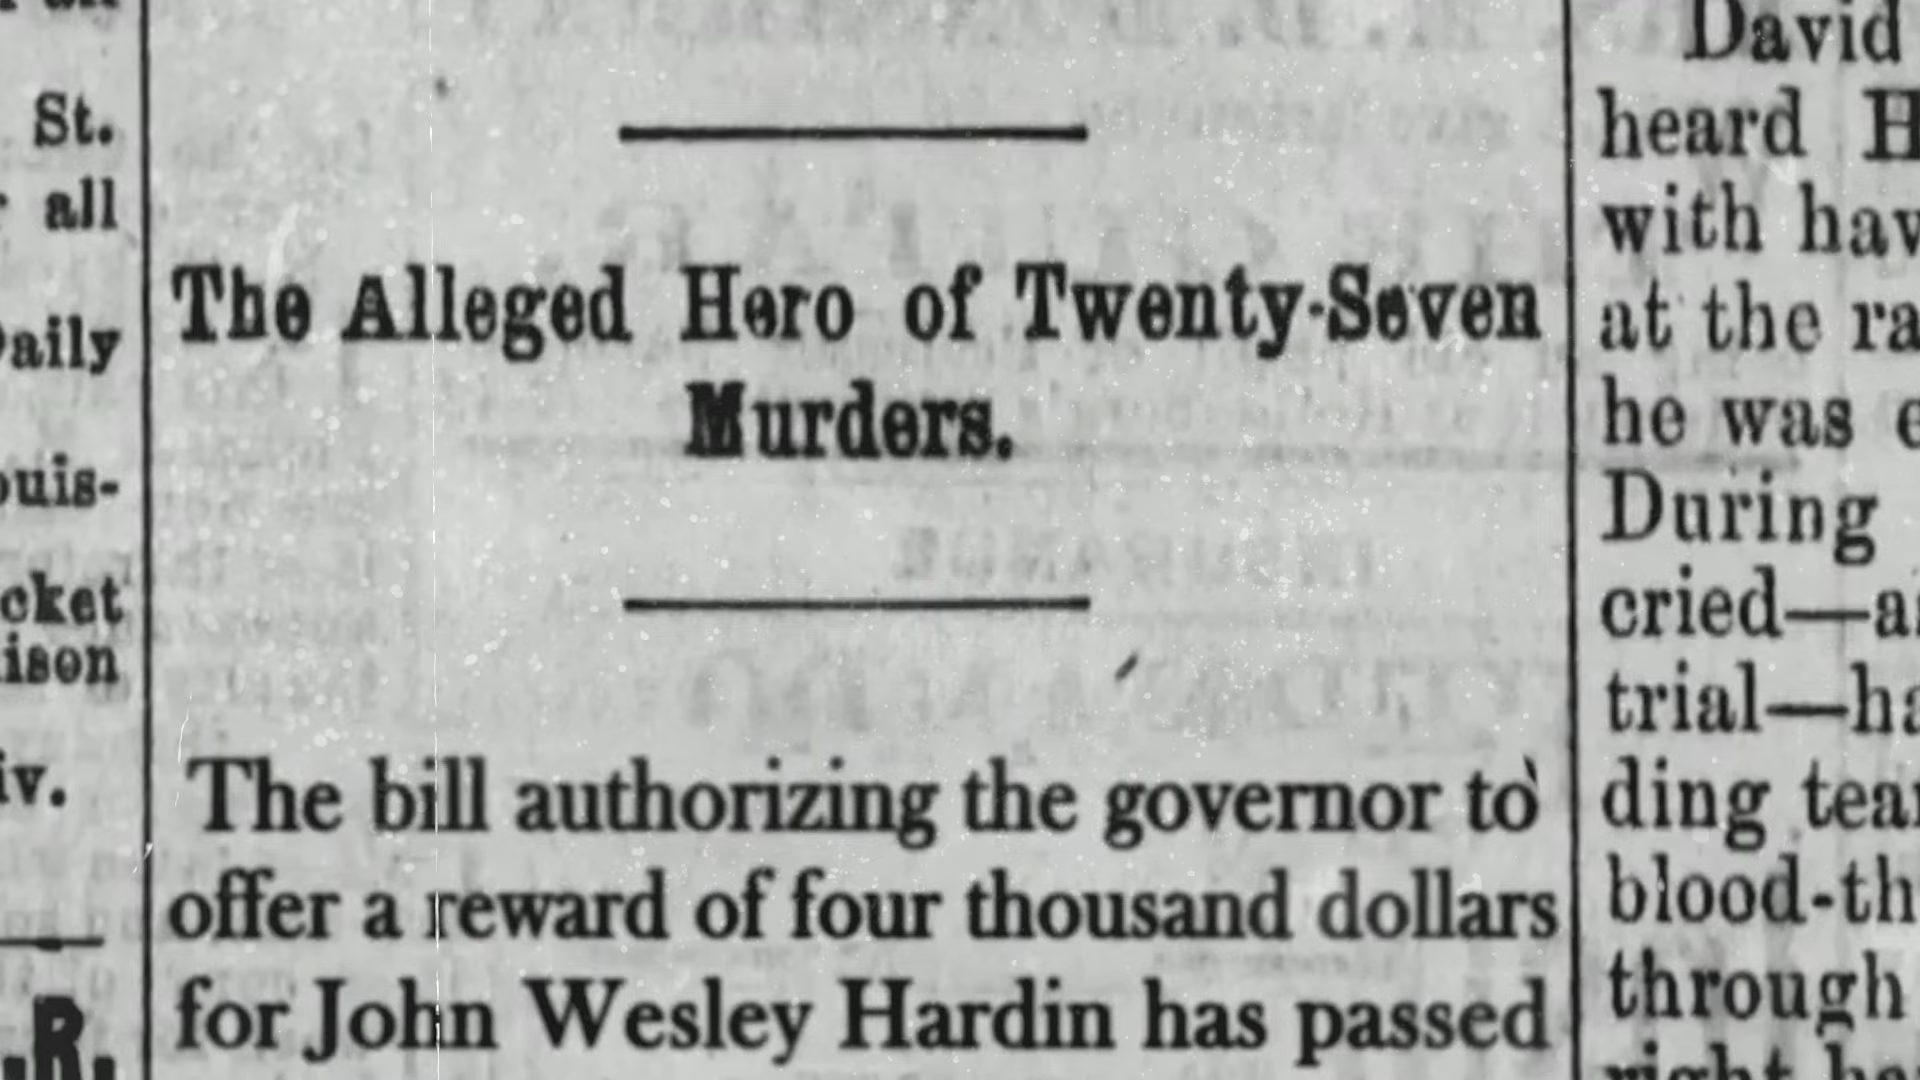 St.
all
aily
ouis-
cket
ison
iv.
.R.
The Alleged Hero of Twenty-Seven
Murders.
The bill authorizing the governor to
offer a reward of four thousand dollars
for John Wesley Hardin has passed
David
heard H
with hav
at the ra
he was e
During
cried—a
trial—ha
ding tear
blood-th
through
right ha